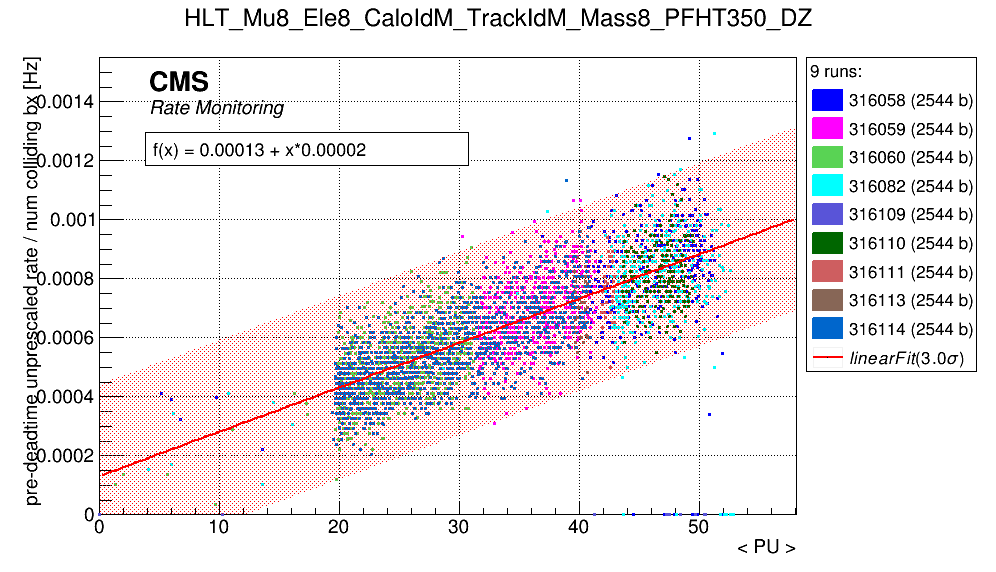 HLT_Mu8_Ele8_CaloIdM_TrackIdM_Mass8_PFHT350_DZ
pre-deadtime unprescaled rate / num colliding bx [Hz]
CMS
Rate Monitoring
f(x) = 0.00013 + x*0.00002
0.0014
0.0012
0.001
0.0008
0.0006
0.0004
0.0002
0
0 10 20 30 40 50
< PU >
9 runs:
316058 (2544 b)
316059 (2544 b)
316060 (2544 b)
316082 (2544 b)
316109 (2544 b)
316110 (2544 b)
316111 (2544 b)
316113 (2544 b)
316114 (2544 b)
linearFit(3.0σ)